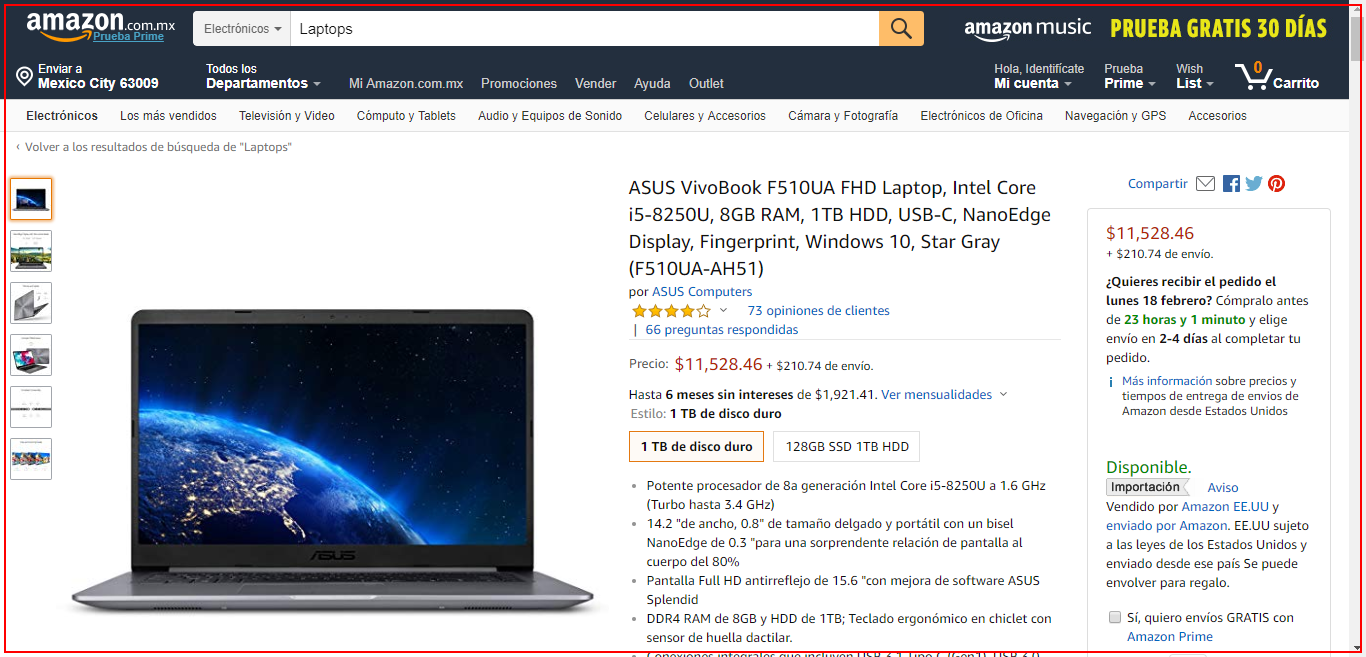 amazon.com.mx
Prueba Prime
Electrónicos
Laptops
amazon music PRUEBA GRATIS 30 DÍAS
Enviar a
Mexico City 63009
Todos los
Departamentos
Mi Amazon.com.mx Promociones Vender Ayuda Outlet
Hola, Identifícate
Mi cuenta
Prueba
Prime
Wish
List
0
Carrito
Electrónicos Los más vendidos Televisión y Video Cómputo y Tablets Audio y Equipos de Sonido Celulares y Accesorios Cámara y Fotografía Electrónicos de Oficina Navegación y GPS Accesorios
‹ Volver a los resultados de búsqueda de "Laptops"
ASUS
ASUS VivoBook F510UA FHD Laptop, Intel Core
i5-8250U, 8GB RAM, 1TB HDD, USB-C, NanoEdge
Display, Fingerprint, Windows 10, Star Gray
(F510UA-AH51)
por ASUS Computers
73 opiniones de clientes
| 66 preguntas respondidas
Precio: $11,528.46 + $210.74 de envío.
Hasta 6 meses sin intereses de $1,921.41. Ver mensualidades
Estilo: 1 TB de disco duro
1 TB de disco duro
128GB SSD 1TB HDD
• Potente procesador de 8a generación Intel Core i5-8250U a 1.6 GHz
(Turbo hasta 3.4 GHz)
• 14.2 "de ancho, 0.8" de tamaño delgado y portátil con un bisel
NanoEdge de 0.3 "para una sorprendente relación de pantalla al
cuerpo del 80%
• Pantalla Full HD antirreflejo de 15.6 "con mejora de software ASUS
Splendid
• DDR4 RAM de 8GB y HDD de 1TB; Teclado ergonómico en chiclet con
sensor de huella dactilar.
• Conexiones integrales que incluyen USB 3.1 Tipo C (Gen1), USB 3.0
Compartir
$11,528.46
+ $210.74 de envío.
¿Quieres recibir el pedido el
lunes 18 febrero? Cómpralo antes
de 23 horas y 1 minuto y elige
envío en 2-4 días al completar tu
pedido.
Más información sobre precios y
tiempos de entrega de envios de
Amazon desde Estados Unidos
Disponible.
Importación Aviso
Vendido por Amazon EE.UU y
enviado por Amazon. EE.UU sujeto
a las leyes de los Estados Unidos y
enviado desde ese país Se puede
envolver para regalo.
Sí, quiero envíos GRATIS con
Amazon Prime